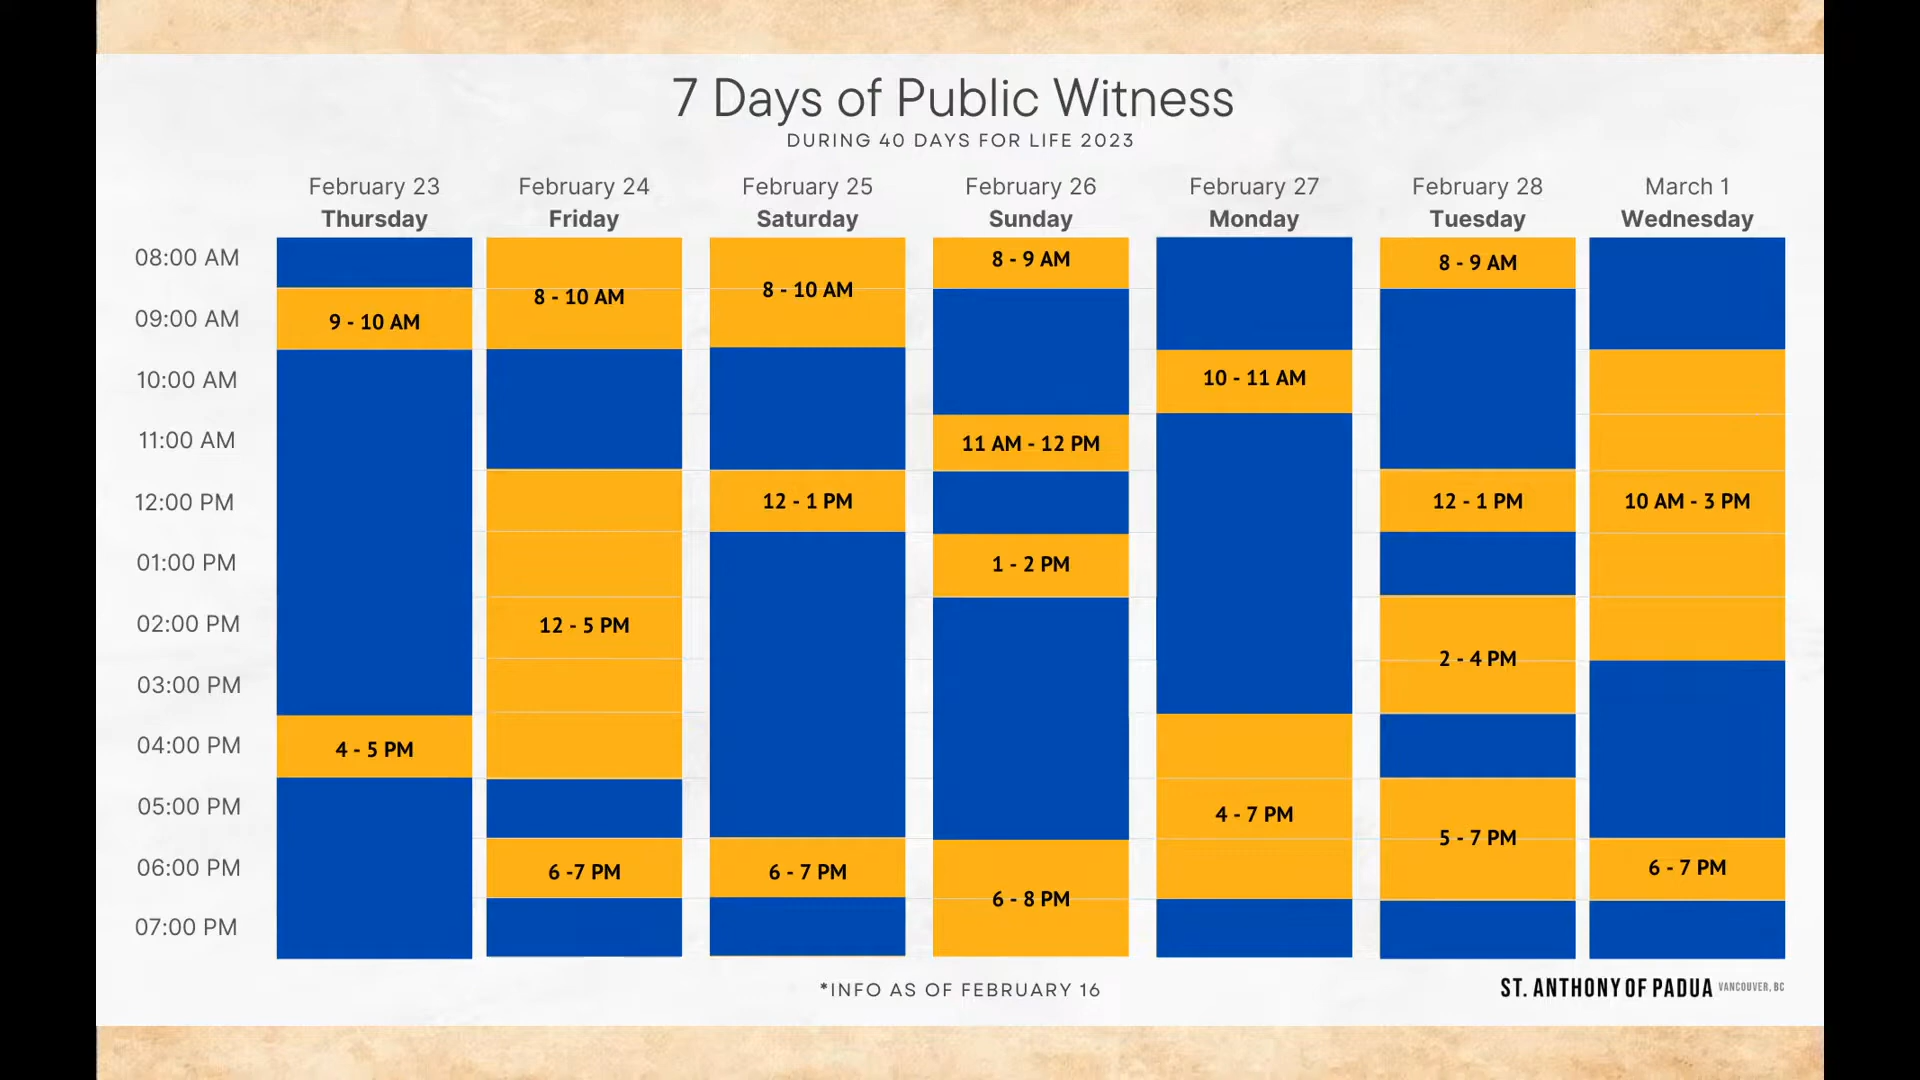 7 Days of Public Witness
DURING 40 DAYS FOR LIFE 2023
February 23 February 24 February 25 February 26 February 27 February 28 March 1
Thursday Friday Saturday Sunday Monday Tuesday Wednesday
08:00 AM 8 - 9 AM 8 - 9 AM
8 - 10 AM 8 - 10 AM
09:00 AM 9 - 10 AM
10:00 AM 10 - 11 AM
11:00 AM 11 AM - 12 PM
12:00 PM 12 - 1 PM 12 - 1 PM 10 AM - 3 PM
01:00 PM 1 - 2 PM
02:00 PM 12 - 5 PM
2 - 4 PM
03:00 PM
04:00 PM 4 - 5 PM
05:00 PM 4 - 7 PM
5 - 7 PM
06:00 PM 6 -7 PM 6 - 7 PM 6 - 7 PM
6 - 8 PM
07:00 PM
*INFO AS OF FEBRUARY 16
ST. ANTHONY OF PADUA VANCOUVER, BC